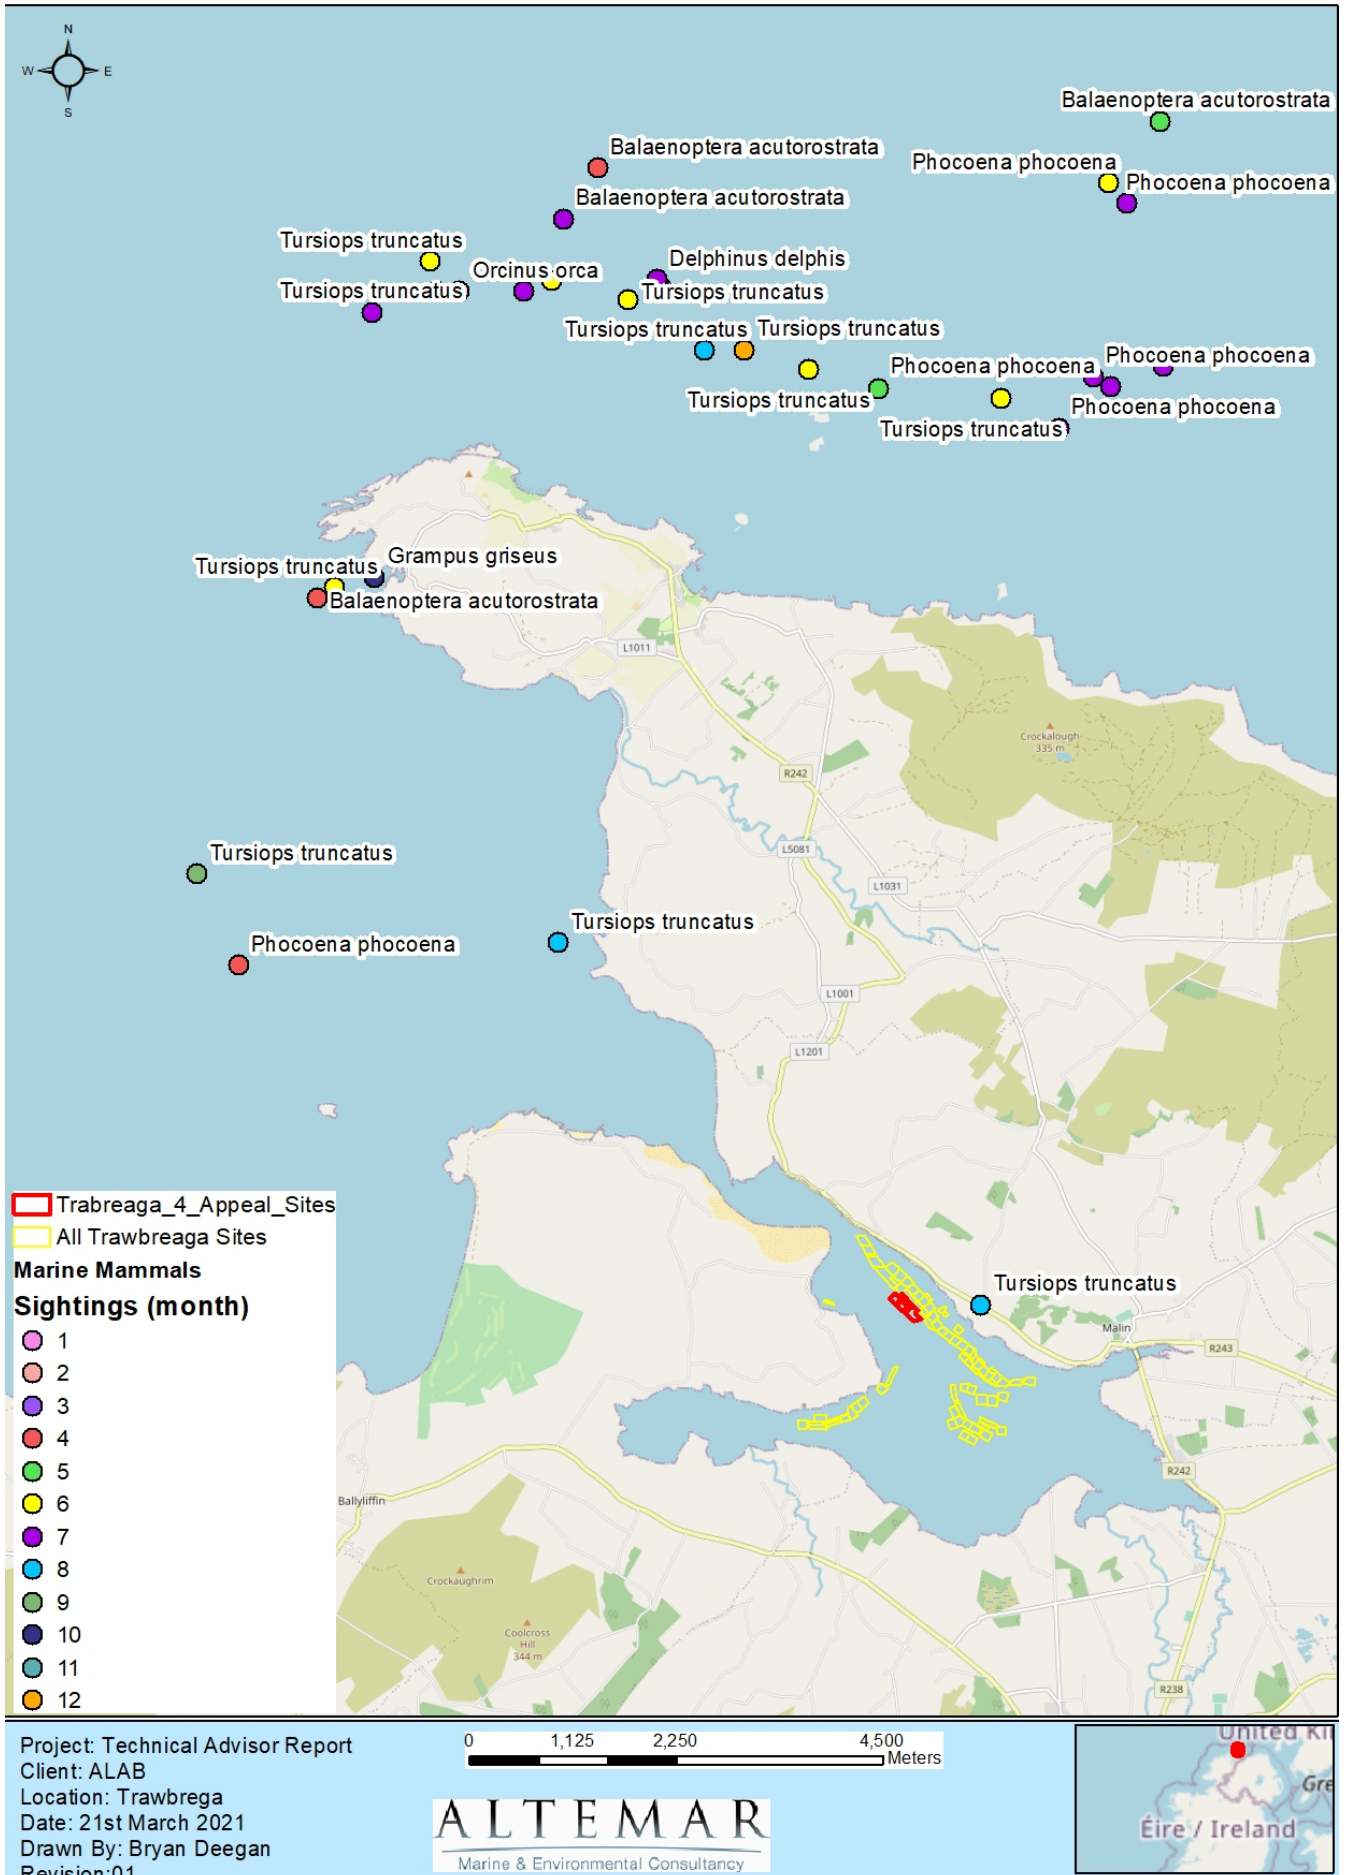 N
W E
S
Balaenoptera acutorostrata
Balaenoptera acutorostrata
Phocoena phocoena
Phocoena phocoena
Balaenoptera acutorostrata
Tursiops truncatus
Delphinus delphis
Orcinus orca
Tursiops truncatus
Tursiops truncatus
Tursiops truncatus
Tursiops truncatus
Phocoena phocoena
Phocoena phocoena
Tursiops truncatus
Phocoena phocoena
Tursiops truncatus
Grampus griseus
Tursiops truncatus
Balaenoptera acutorostrata
L1011
Crockalough
335 m
R242
L5081
Tursiops truncatus
L1031
Tursiops truncatus
Phocoena phocoena
L1001
L1201
Tursiops truncatus
Malin
R243
R242
Ballyliffin
Crockaughrim
Coolcross
Hill
344 m
R238
Trabreaga_4_Appeal_Sites
All Trawbreaga Sites
Marine Mammals
Sightings (month)
1
2
3
4
5
6
7
8
9
10
11
12
Project: Technical Advisor Report
Client: ALAB
Location: Trawbrega
Date: 21st March 2021
Drawn By: Bryan Deegan
Revision:01
0 1,125 2,250 4,500
Meters
ALTEMAR
Marine & Environmental Consultancy
United Ki
Gre
Éire / Ireland